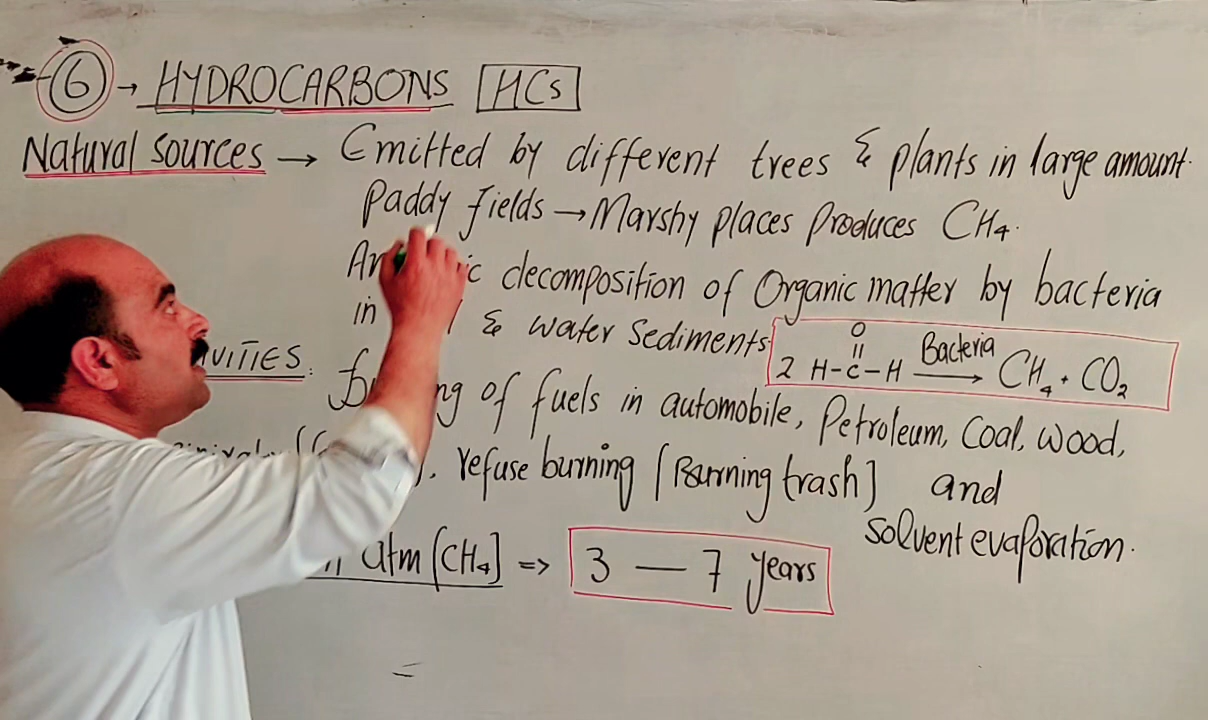 6 → HYDROCARBONS [HCs]
Natural sources → Emitted by different trees & plants in large amount.
Paddy fields → Marshy places Produces CH₄.
decomposition of Organic matter by bacteria
in & water Sediments
O
||
2 H-C-H Bacteria → CH₄ + CO₂
of fuels in automobile, Petroleum, Coal, wood,
refuse burning [Burning trash] and
solvent evaporation.
atm [CH₄] => 3 — 7 years